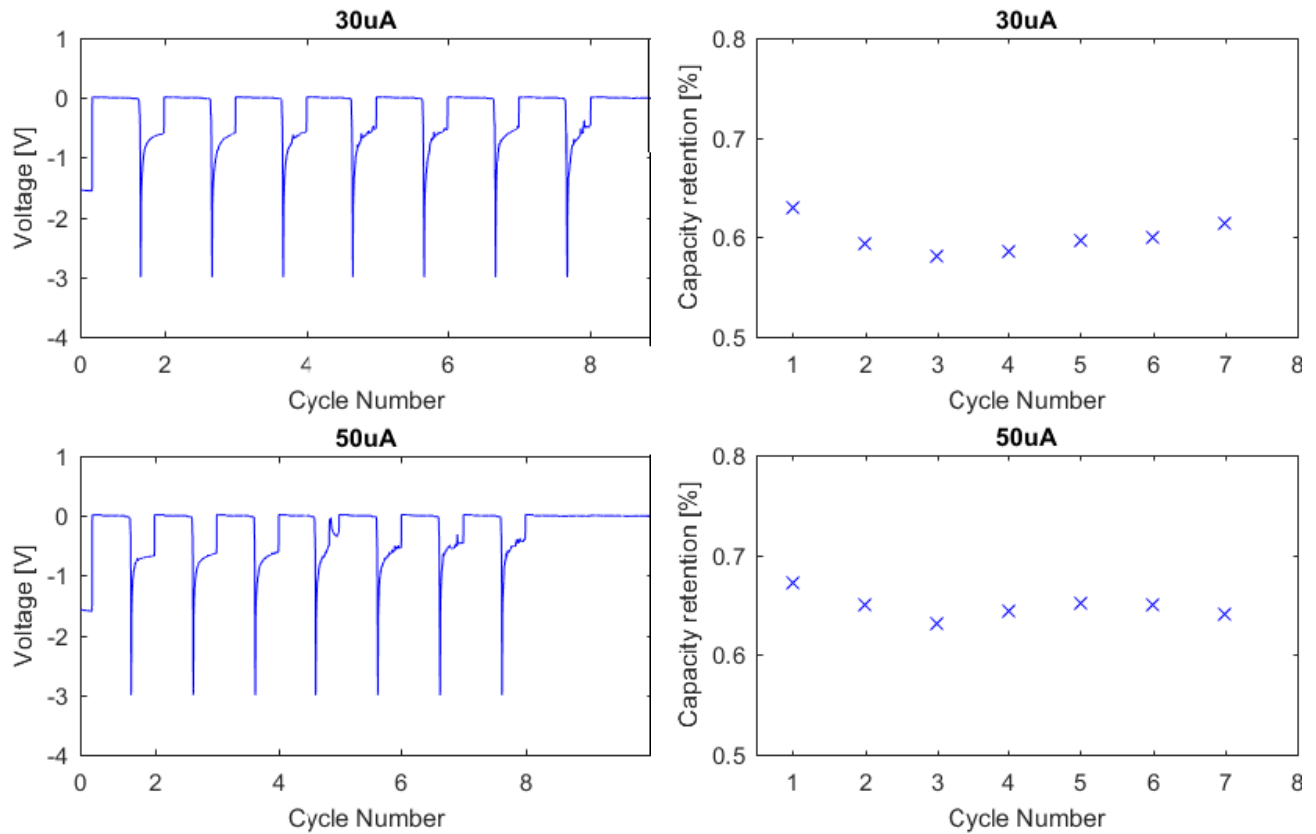 30uA
Voltage [V]
1
0
-1
-2
-3
-4
0 2 4 6 8
Cycle Number
30uA
Capacity retention [%]
0.8
0.7
0.6
0.5
1 2 3 4 5 6 7 8
Cycle Number
50uA
Voltage [V]
1
0
-1
-2
-3
-4
0 2 4 6 8
Cycle Number
50uA
Capacity retention [%]
0.8
0.7
0.6
0.5
1 2 3 4 5 6 7 8
Cycle Number